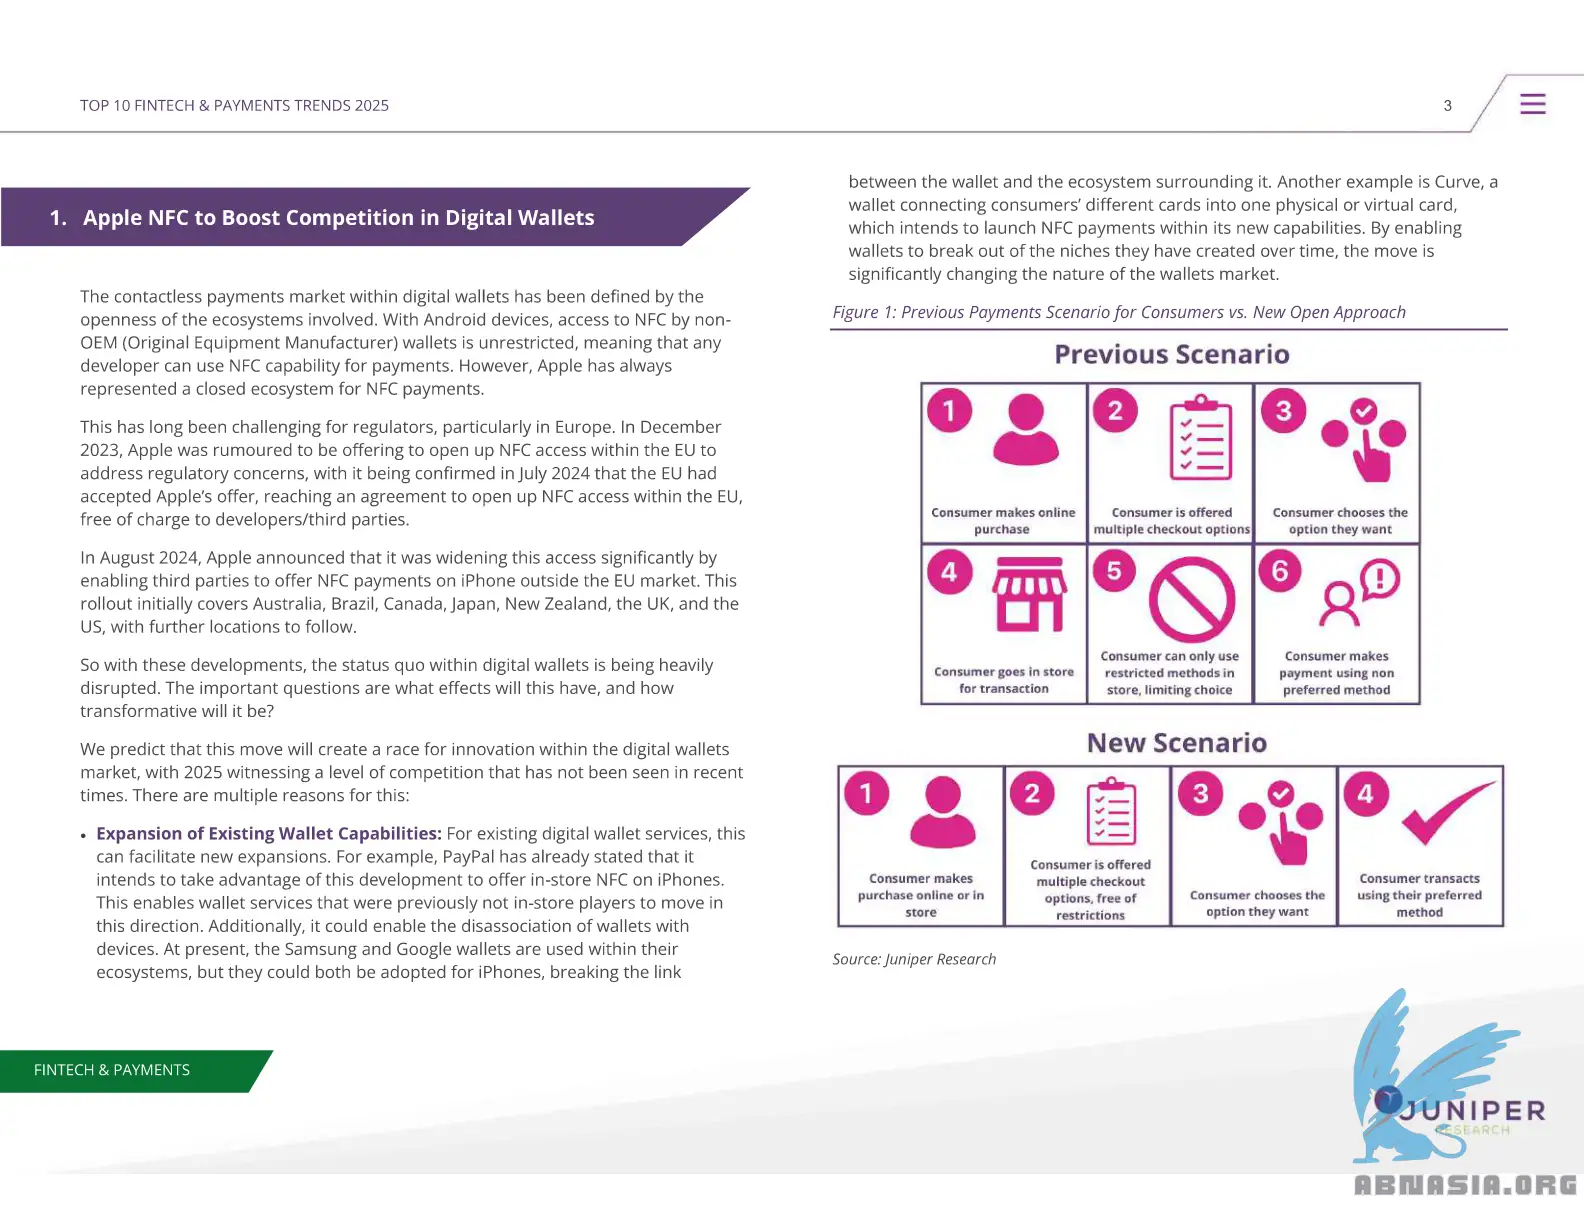 TOP 10 FINTECH & PAYMENTS TRENDS 2025
3
1. Apple NFC to Boost Competition in Digital Wallets
The contactless payments market within digital wallets has been defined by the
openness of the ecosystems involved. With Android devices, access to NFC by non-
OEM (Original Equipment Manufacturer) wallets is unrestricted, meaning that any
developer can use NFC capability for payments. However, Apple has always
represented a closed ecosystem for NFC payments.
This has long been challenging for regulators, particularly in Europe. In December
2023, Apple was rumoured to be offering to open up NFC access within the EU to
address regulatory concerns, with it being confirmed in July 2024 that the EU had
accepted Apple's offer, reaching an agreement to open up NFC access within the EU,
free of charge to developers/third parties.
In August 2024, Apple announced that it was widening this access significantly by
enabling third parties to offer NFC payments on iPhone outside the EU market. This
rollout initially covers Australia, Brazil, Canada, Japan, New Zealand, the UK, and the
US, with further locations to follow.
So with these developments, the status quo within digital wallets is being heavily
disrupted. The important questions are what effects will this have, and how
transformative will it be?
We predict that this move will create a race for innovation within the digital wallets
market, with 2025 witnessing a level of competition that has not been seen in recent
times. There are multiple reasons for this:
• Expansion of Existing Wallet Capabilities: For existing digital wallet services, this
can facilitate new expansions. For example, PayPal has already stated that it
intends to take advantage of this development to offer in-store NFC on iPhones.
This enables wallet services that were previously not in-store players to move in
this direction. Additionally, it could enable the disassociation of wallets with
devices. At present, the Samsung and Google wallets are used within their
ecosystems, but they could both be adopted for iPhones, breaking the link
between the wallet and the ecosystem surrounding it. Another example is Curve, a
wallet connecting consumers' different cards into one physical or virtual card,
which intends to launch NFC payments within its new capabilities. By enabling
wallets to break out of the niches they have created over time, the move is
significantly changing the nature of the wallets market.
Figure 1: Previous Payments Scenario for Consumers vs. New Open Approach
Previous Scenario
1
Consumer makes online
purchase
2
Consumer is offered
multiple checkout options
3
Consumer chooses the
option they want
4
Consumer goes in store
for transaction
5
Consumer can only use
restricted methods in
store, limiting choice
6
Consumer makes
payment using non
preferred method
New Scenario
1
Consumer makes
purchase online or in
store
2
Consumer is offered
multiple checkout
options, free of
restrictions
3
Consumer chooses the
option they want
4
Consumer transacts
using their preferred
method
Source: Juniper Research
FINTECH & PAYMENTS
JUNIPER
RESEARCH
ABNASIA.ORG